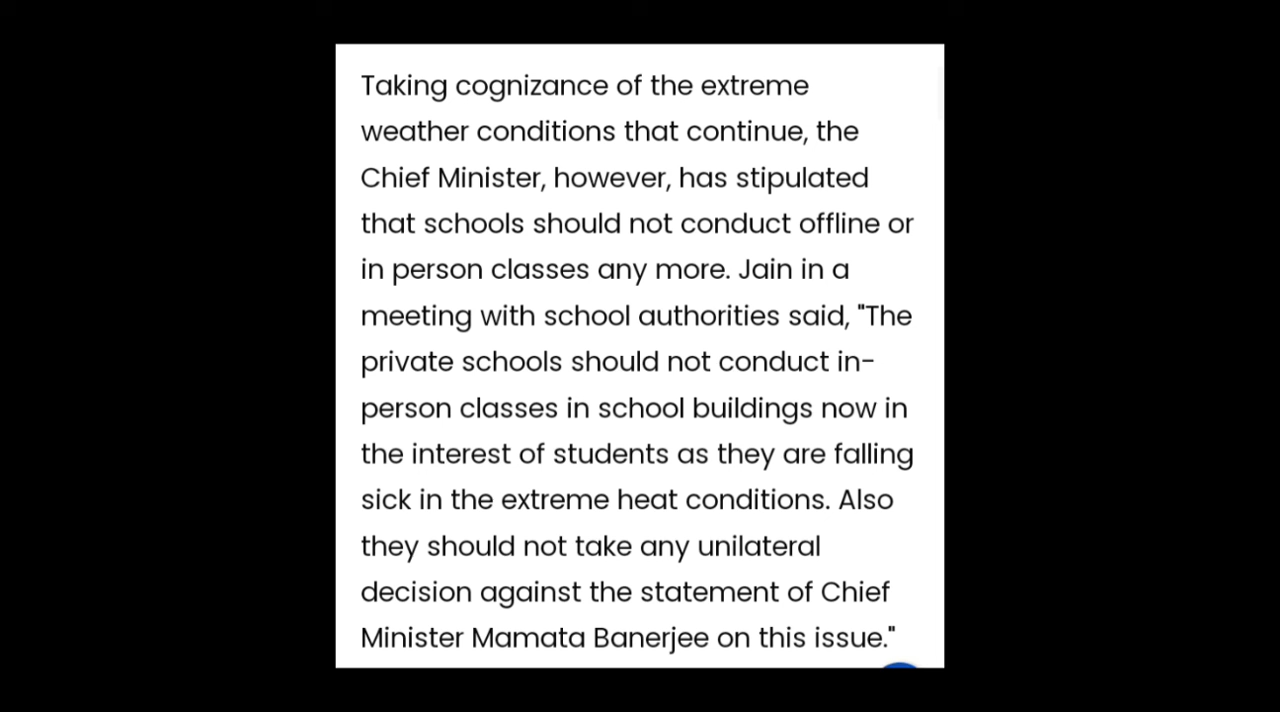 Taking cognizance of the extreme
weather conditions that continue, the
Chief Minister, however, has stipulated
that schools should not conduct offline or
in person classes any more. Jain in a
meeting with school authorities said, "The
private schools should not conduct in-
person classes in school buildings now in
the interest of students as they are falling
sick in the extreme heat conditions. Also
they should not take any unilateral
decision against the statement of Chief
Minister Mamata Banerjee on this issue."